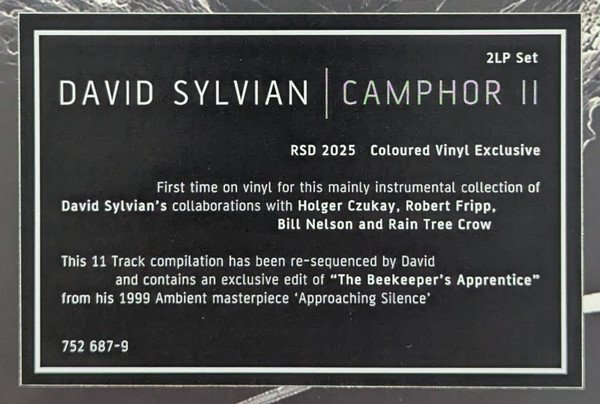 2LP Set
DAVID SYLVIAN | CAMPHOR II
RSD 2025 Coloured Vinyl Exclusive
First time on vinyl for this mainly instrumental collection of
David Sylvian's collaborations with Holger Czukay, Robert Fripp,
Bill Nelson and Rain Tree Crow
This 11 Track compilation has been re-sequenced by David
and contains an exclusive edit of "The Beekeeper's Apprentice"
from his 1999 Ambient masterpiece 'Approaching Silence'
752 687-9